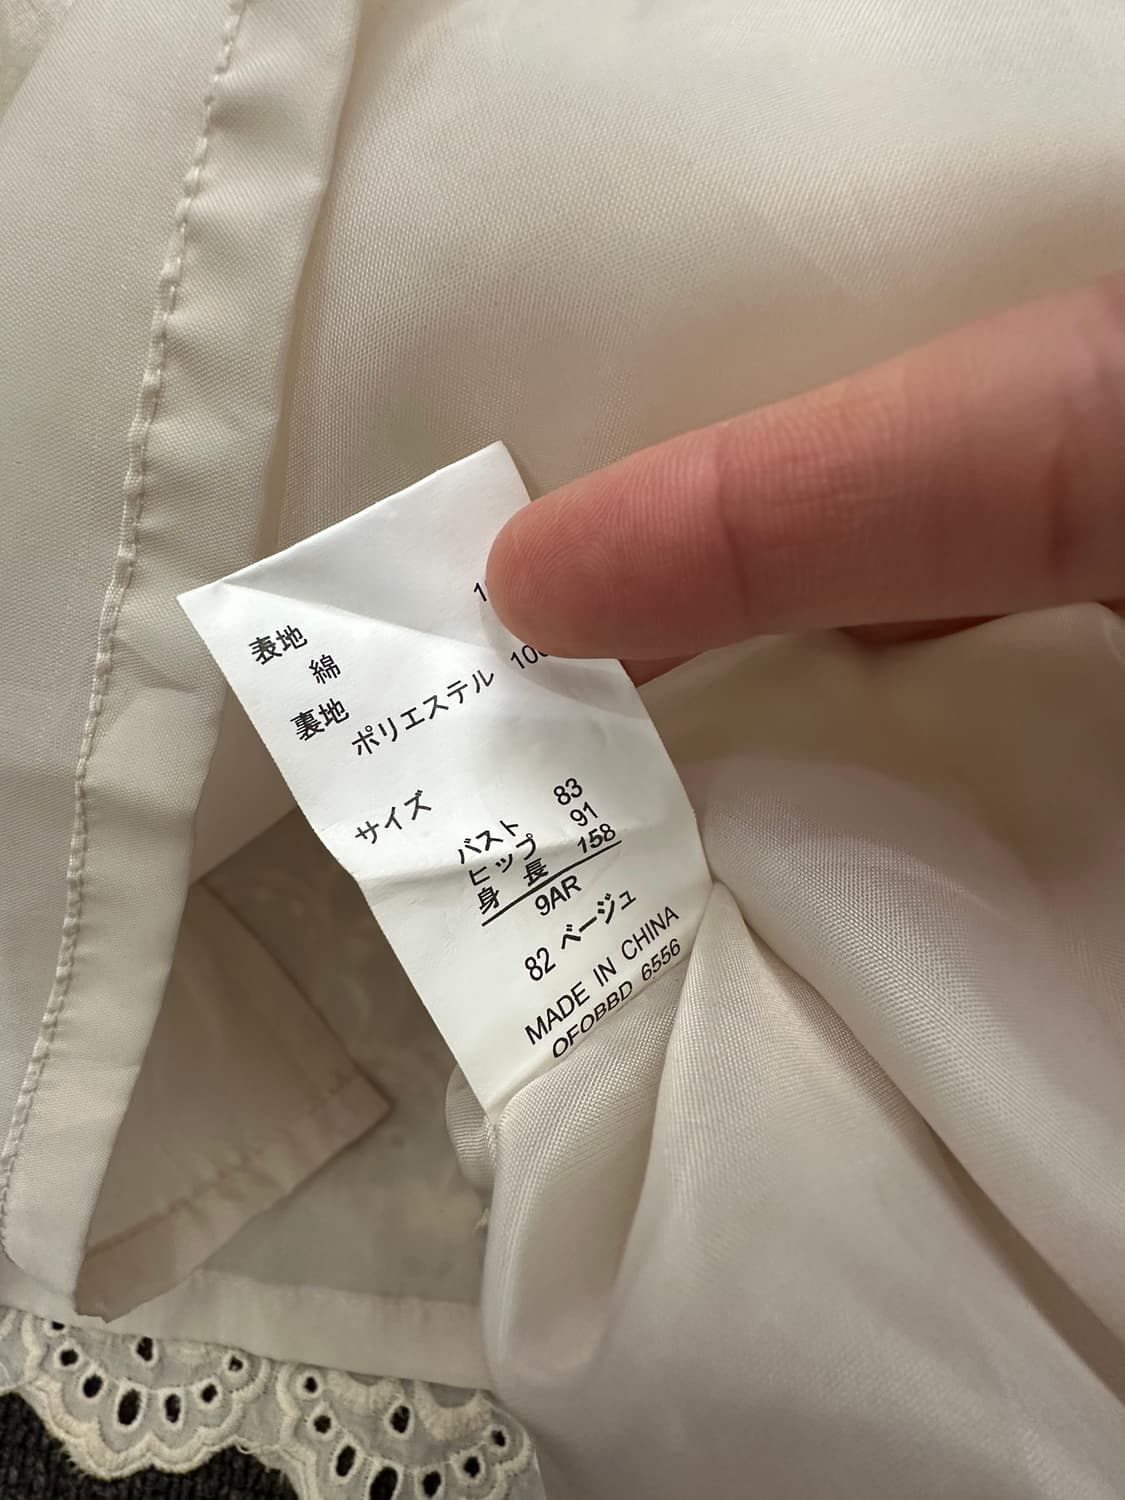 表地
綿
裏地
ポリエステル
サイズ
バスト 83
ヒップ 91
身長 158
9AR
82 ベージュ
MADE IN CHINA
OFOBBD 6556